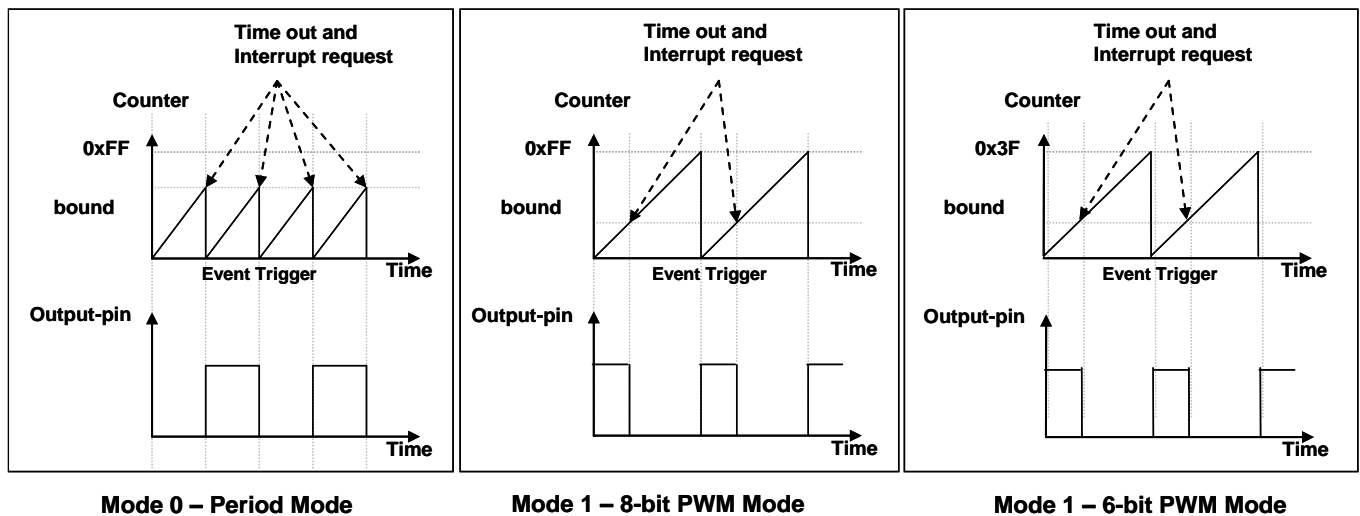 Time out and
Interrupt request
Counter
0xFF
bound
Event Trigger
Time
Output-pin
Time
Mode 0 – Period Mode
Time out and
Interrupt request
Counter
0xFF
bound
Event Trigger
Time
Output-pin
Time
Mode 1 – 8-bit PWM Mode
Time out and
Interrupt request
Counter
0x3F
bound
Event Trigger
Time
Output-pin
Time
Mode 1 – 6-bit PWM Mode